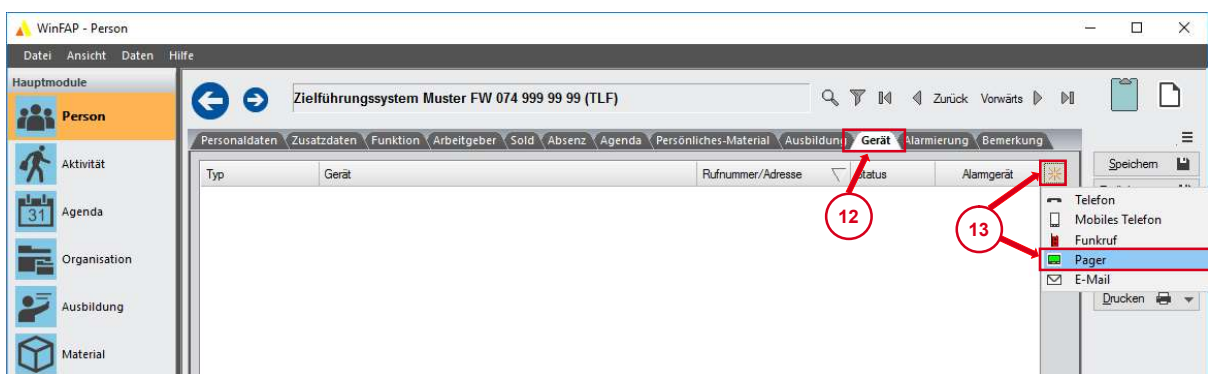 WinFAP - Person
Datei Ansicht Daten Hilfe
Hauptmodule
Person
Aktivität
31
Agenda
Organisation
Ausbildung
Material
Zielführungssystem Muster FW 074 999 99 99 (TLF)
Zurück Vorwärts
Personaldaten Zusatzdaten Funktion Arbeitgeber Sold Absenz Agenda Persönliches-Material Ausbildung Gerät Alarmierung Bemerkung
Typ Gerät Rufnummer/Adresse Status Alarmgerät
12
13
Telefon
Mobiles Telefon
Funkruf
Pager
E-Mail
Speichern
Drucken